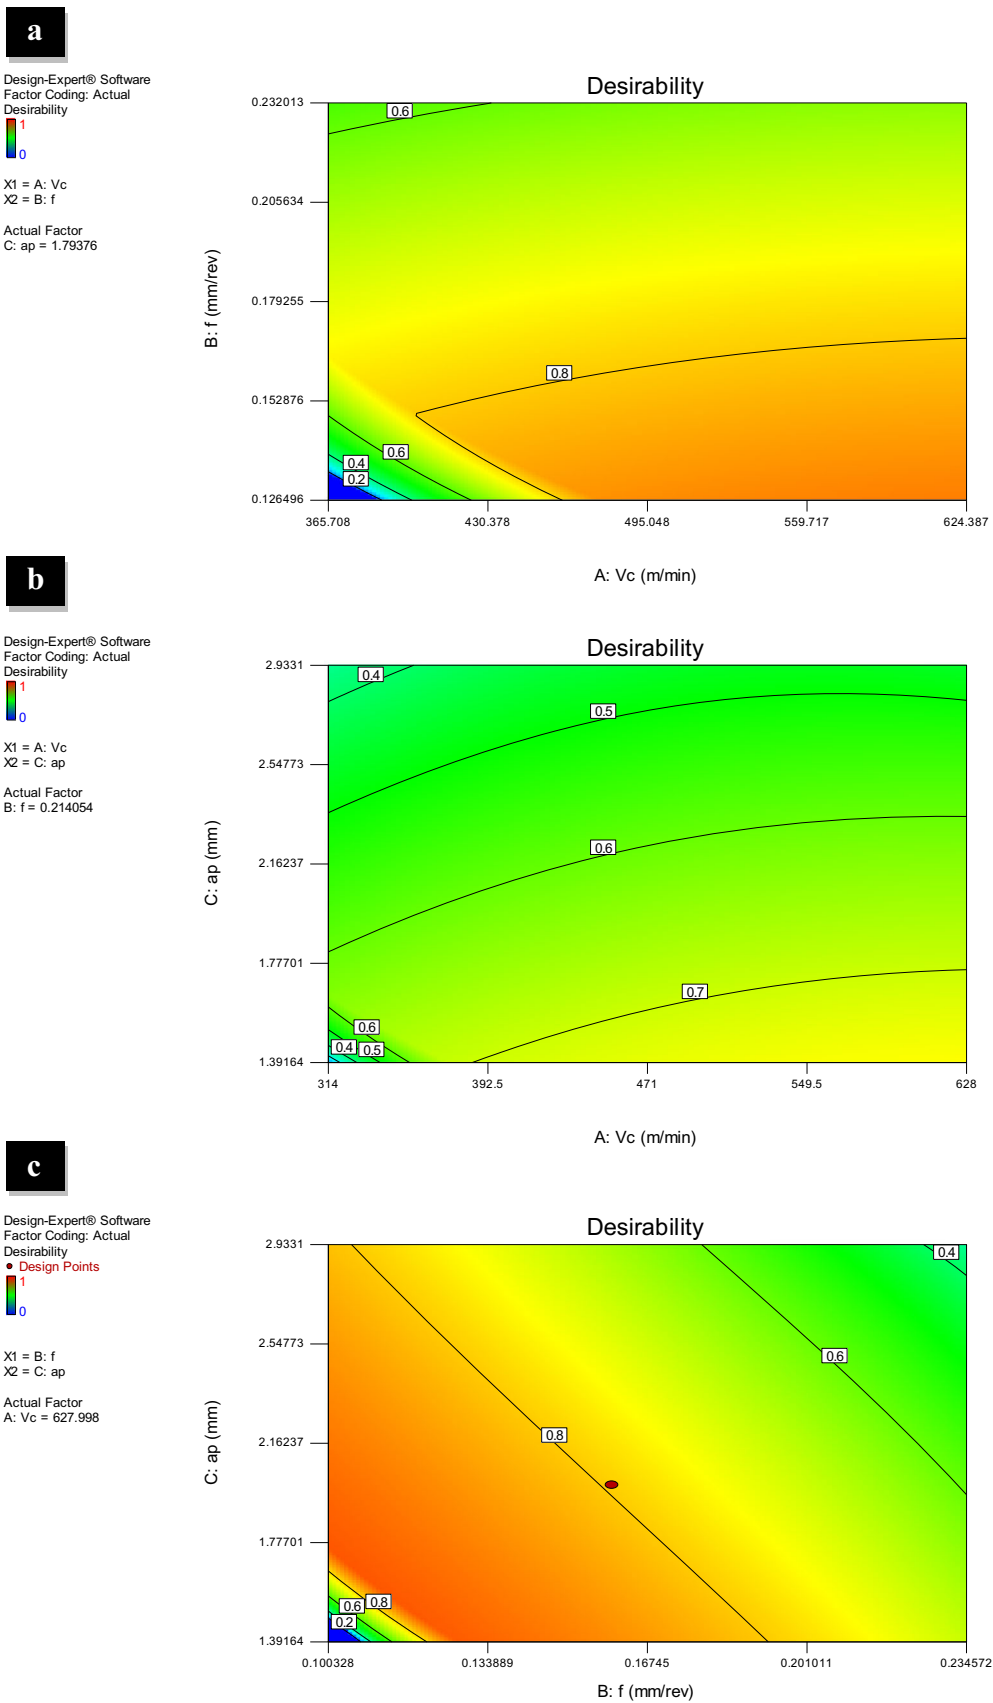 a
Design-Expert® Software
Factor Coding: Actual
Desirability
1
0
X1 = A: Vc
X2 = B: f
Actual Factor
C: ap = 1.79376
Desirability
0.232013
0.205634
0.179255
0.152876
0.126496
B: f (mm/rev)
0.6
0.8
0.6
0.4
0.2
365.708 430.378 495.048 559.717 624.387
A: Vc (m/min)
b
Design-Expert® Software
Factor Coding: Actual
Desirability
1
0
X1 = A: Vc
X2 = C: ap
Actual Factor
B: f = 0.214054
Desirability
2.9331
2.54773
2.16237
1.77701
1.39164
C: ap (mm)
0.4
0.5
0.6
0.7
0.6
0.4 0.5
314 392.5 471 549.5 628
A: Vc (m/min)
c
Design-Expert® Software
Factor Coding: Actual
Desirability
Design Points
1
0
X1 = B: f
X2 = C: ap
Actual Factor
A: Vc = 627.998
Desirability
2.9331
2.54773
2.16237
1.77701
1.39164
C: ap (mm)
0.4
0.6
0.8
0.6 0.8
0.2
0.100328 0.133889 0.16745 0.201011 0.234572
B: f (mm/rev)